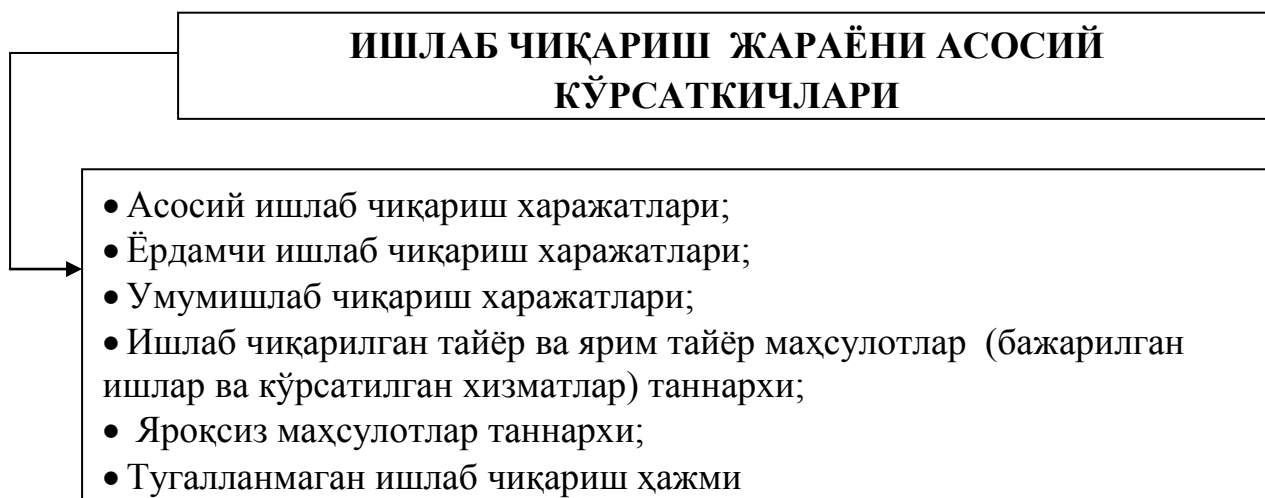 ИШЛАБ ЧИҚАРИШ ЖАРАЁНИ АСОСИЙ
КЎРСАТКИЧЛАРИ
• Асосий ишлаб чиқариш харажатлари;
• Ёрдамчи ишлаб чиқариш харажатлари;
• Умумишлаб чиқариш харажатлари;
• Ишлаб чиқарилган тайёр ва ярим тайёр маҳсулотлар (бажарилган
ишлар ва кўрсатилган хизматлар) таннархи;
• Яроқсиз маҳсулотлар таннархи;
• Тугалланмаган ишлаб чиқариш ҳажми